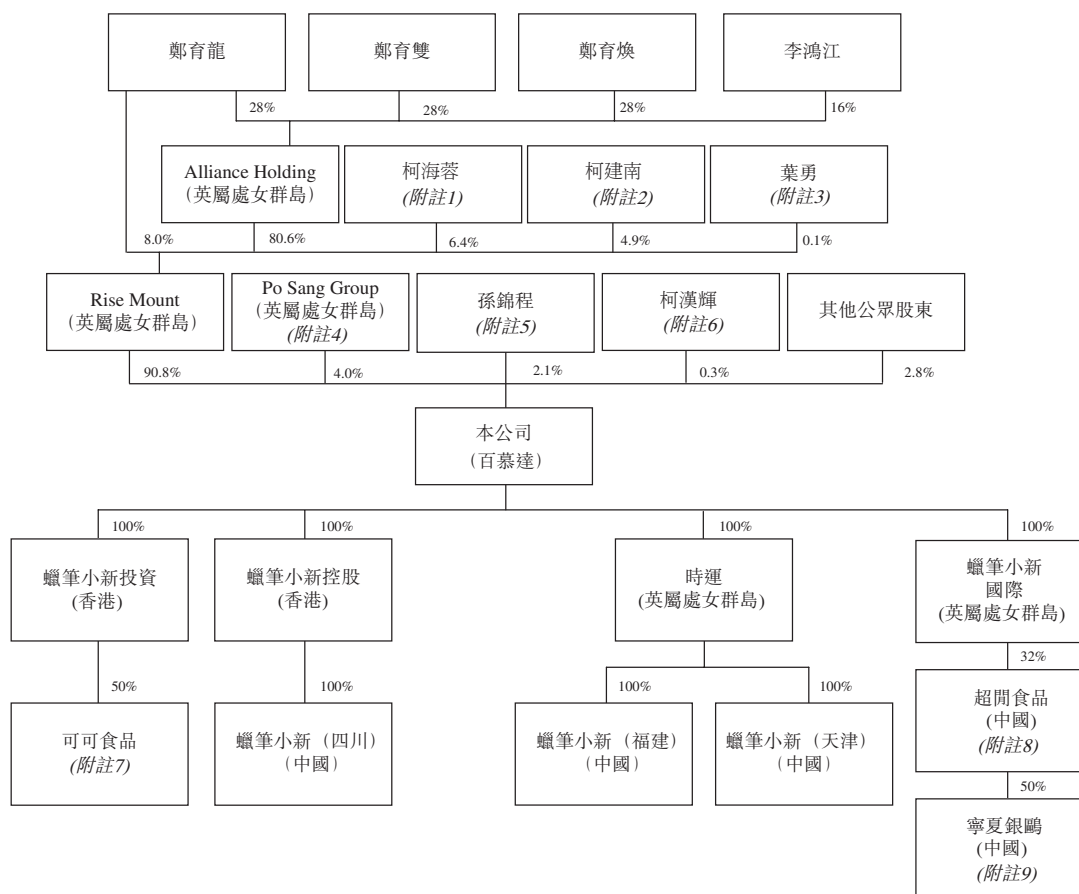 鄭育龍
鄭育雙
鄭育煥
李鴻江
28%
28%
28%
16%
Alliance Holding
(英屬處女群島)
柯海蓉
(附註1)
柯建南
(附註2)
葉勇
(附註3)
8.0%
80.6%
6.4%
4.9%
0.1%
Rise Mount
(英屬處女群島)
Po Sang Group
(英屬處女群島)
(附註4)
孫錦程
(附註5)
柯漢輝
(附註6)
其他公眾股東
90.8%
4.0%
2.1%
0.3%
2.8%
本公司
(百慕達)
100%
100%
100%
100%
蠟筆小新投資
(香港)
蠟筆小新控股
(香港)
時運
(英屬處女群島)
蠟筆小新
國際
(英屬處女群島)
50%
100%
100%
100%
32%
可可食品
(附註7)
蠟筆小新（四川）
(中國)
蠟筆小新（福建）
(中國)
蠟筆小新（天津）
(中國)
超閒食品
(中國)
(附註8)
50%
寧夏銀鷗
(中國)
(附註9)